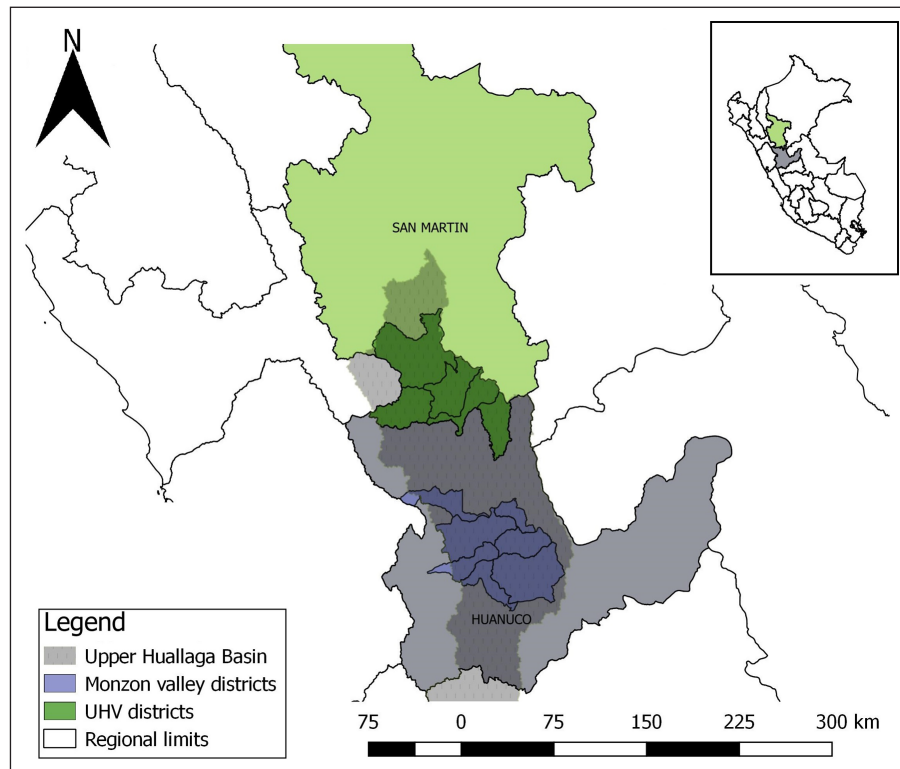 N
SAN MARTIN
HUANUCO
Legend
Upper Huallaga Basin
Monzon valley districts
UHV districts
Regional limits
75 0 75 150 225 300 km